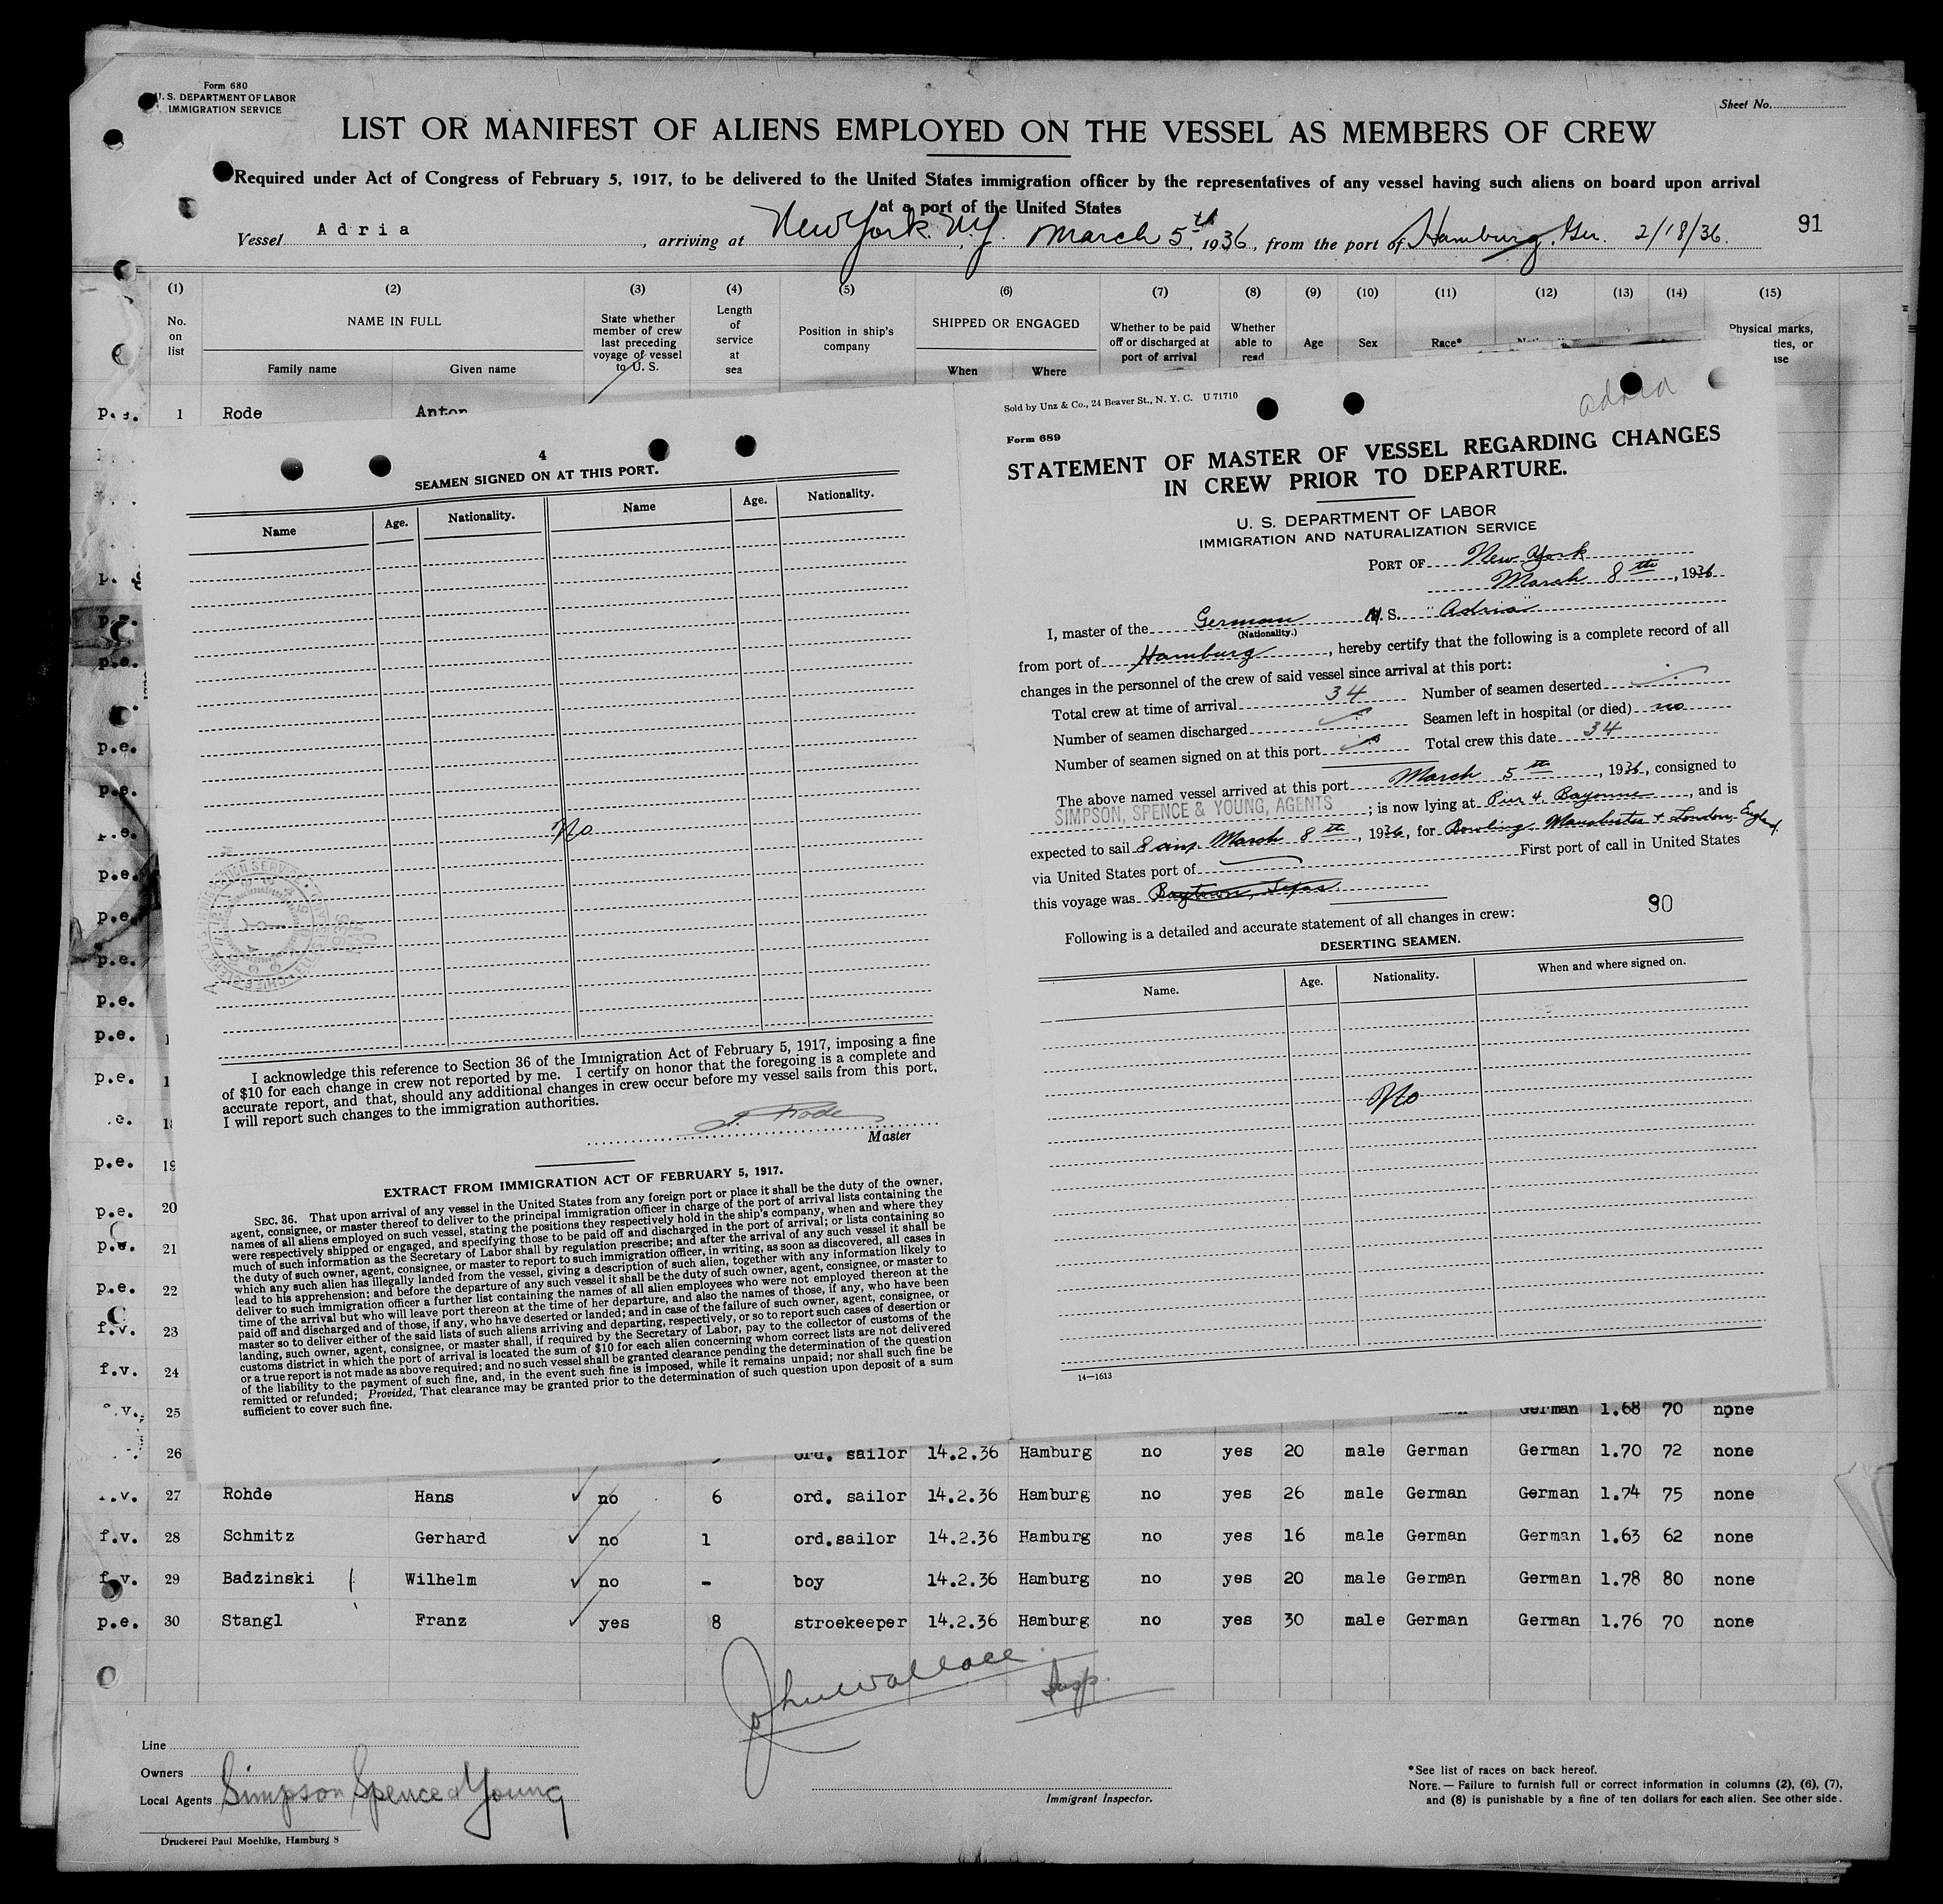 Form 680
U. S. DEPARTMENT OF LABOR
IMMIGRATION SERVICE
Sheet No.
LIST OR MANIFEST OF ALIENS EMPLOYED ON THE VESSEL AS MEMBERS OF CREW
Required under Act of Congress of February 5, 1917, to be delivered to the United States immigration officer by the representatives of any vessel having such aliens on board upon arrival
at a port of the United States
Vessel Adria, arriving at New York. N.Y. March 5th, 1936, from the port of Hamburg, Ger. 2/18/36.
91
(1) (2) (3) (4) (5) (6) (7) (8) (9) (10) (11) (12) (13) (14) (15)
No. on list
NAME IN FULL
Family name Given name
State whether member of crew last preceding voyage of vessel to U. S.
Length of service at sea
Position in ship's company
SHIPPED OR ENGAGED
When Where
Whether to be paid off or discharged at port of arrival
Whether able to read
Age
Sex
Race*
Physical marks,
1 Rode Anton
4
SEAMEN SIGNED ON AT THIS PORT.
Name Age. Nationality. Name Age. Nationality.
No
I acknowledge this reference to Section 36 of the Immigration Act of February 5, 1917, imposing a fine
of $10 for each change in crew not reported by me. I certify on honor that the foregoing is a complete and
accurate report, and that, should any additional changes in crew occur before my vessel sails from this port,
I will report such changes to the immigration authorities.
Rode
Master
EXTRACT FROM IMMIGRATION ACT OF FEBRUARY 5, 1917.
SEC. 36. That upon arrival of any vessel in the United States from any foreign port or place it shall be the duty of the owner,
agent, consignee, or master thereof to deliver to the principal immigration officer in charge of the port of arrival lists containing the
names of all aliens employed on such vessel, stating the positions they respectively hold in the ship's company, when and where they
were respectively shipped or engaged, and specifying those to be paid off and discharged in the port of arrival; or lists containing so
much of such information as the Secretary of Labor shall by regulation prescribe; and after the arrival of any such vessel it shall be
the duty of such owner, agent, consignee, or master to report to such immigration officer, in writing, as soon as discovered, all cases in
which any such alien has illegally landed from the vessel, giving a description of such alien, together with any information likely to
lead to his apprehension; and before the departure of any such vessel it shall be the duty of such owner, agent, consignee, or master to
deliver to such immigration officer a further list containing the names of all alien employees who were not employed thereon at the
time of the arrival but who will leave port thereon at the time of her departure, and also the names of those, if any, who have been
paid off and discharged and of those, if any, who have deserted or landed; and in case of the failure of such owner, agent, consignee, or
master so to deliver either of the said lists of such aliens arriving and departing, respectively, or so to report such cases of desertion or
landing, such owner, agent, consignee, or master shall, if required by the Secretary of Labor, pay to the collector of customs of the
customs district in which the port of arrival is located the sum of $10 for each alien concerning whom correct lists are not delivered
or a true report is not made as above required; and no such vessel shall be granted clearance pending the determination of the question
of the liability to the payment of such fine, and, in the event such fine is imposed, while it remains unpaid; nor shall such fine be
remitted or refunded; Provided, That clearance may be granted prior to the determination of such question upon deposit of a sum
sufficient to cover such fine.
Sold by Unz & Co., 24 Beaver St., N. Y. C. U 71710
Adria
Form 689
STATEMENT OF MASTER OF VESSEL REGARDING CHANGES
IN CREW PRIOR TO DEPARTURE.
U. S. DEPARTMENT OF LABOR
IMMIGRATION AND NATURALIZATION SERVICE
PORT OF New York
March 8th, 1936
I, master of the German M. S. "Adria"
(Nationality.)
from port of Hamburg, hereby certify that the following is a complete record of all
changes in the personnel of the crew of said vessel since arrival at this port:
Total crew at time of arrival 34 Number of seamen deserted
Number of seamen discharged Seamen left in hospital (or died) no
Number of seamen signed on at this port Total crew this date 34
The above named vessel arrived at this port March 5th, 1936, consigned to
SIMPSON, SPENCE & YOUNG, AGENTS; is now lying at Pier 4 Bayonne, and is
expected to sail 8 am. March 8th, 1936, for Bowling, Manchester + London, England
via United States port of First port of call in United States
this voyage was Baytown, Texas
90
Following is a detailed and accurate statement of all changes in crew:
DESERTING SEAMEN.
Name. Age. Nationality. When and where signed on.
No
14—1613
p.e. 19
p.e. 20
p.e. 21
p.e. 22
f.v. 23
f.v. 24
25 German 1.68 70 none
26 ord. sailor 14.2.36 Hamburg no yes 20 male German German 1.70 72 none
27 Rohde Hans no 6 ord. sailor 14.2.36 Hamburg no yes 26 male German German 1.74 75 none
f.v. 28 Schmitz Gerhard no 1 ord.sailor 14.2.36 Hamburg no yes 16 male German German 1.63 62 none
f.v. 29 Badzinski Wilhelm no - boy 14.2.36 Hamburg no yes 20 male German German 1.78 80 none
p.e. 30 Stangl Franz yes 8 stroekeeper 14.2.36 Hamburg no yes 30 male German German 1.76 70 none
John Wallace Insp.
Line
Owners
Local Agents Simpson Spence & Young
Immigrant Inspector.
Druckerei Paul Moehlke, Hamburg 8
*See list of races on back hereof.
NOTE.—Failure to furnish full or correct information in columns (2), (6), (7),
and (8) is punishable by a fine of ten dollars for each alien. See other side.